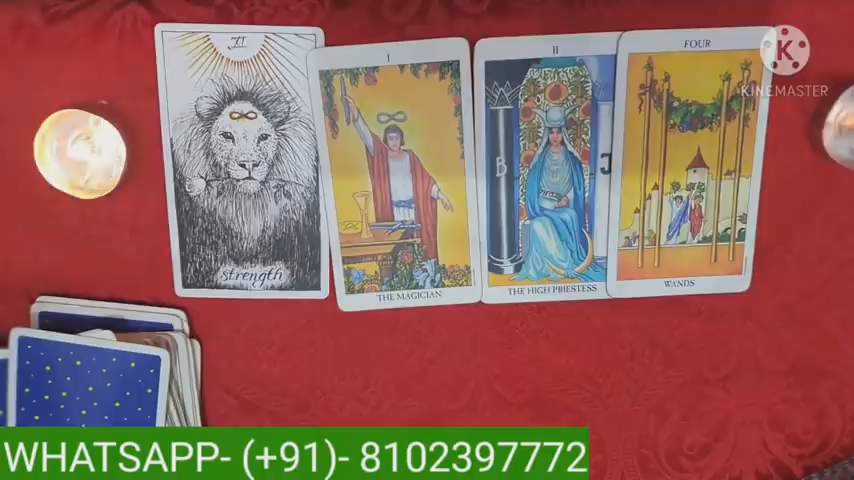 XI
I
II
FOUR
K
KINEMASTER
B
J
strength
THE MAGICIAN
THE HIGH PRIESTESS
WANDS
WHATSAPP- (+91)- 8102397772